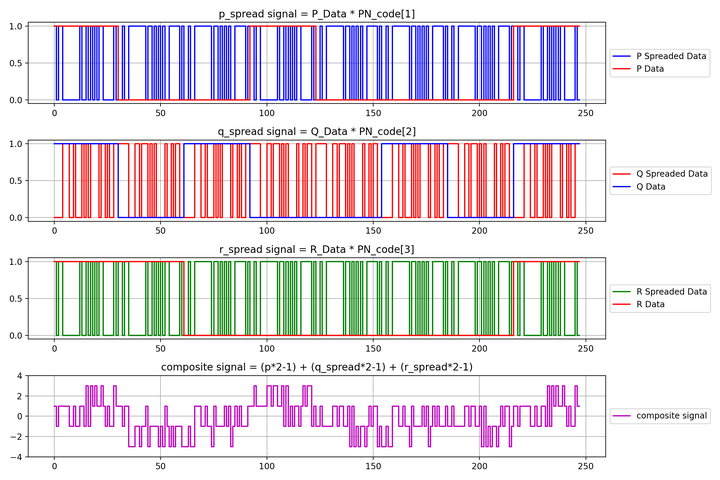 p_spread signal = P_Data * PN_code[1]
1.0
0.5
0.0
0 50 100 150 200 250
P Spreaded Data
P Data
q_spread signal = Q_Data * PN_code[2]
1.0
0.5
0.0
0 50 100 150 200 250
Q Spreaded Data
Q Data
r_spread signal = R_Data * PN_code[3]
1.0
0.5
0.0
0 50 100 150 200 250
R Spreaded Data
R Data
composite signal = (p*2-1) + (q_spread*2-1) + (r_spread*2-1)
4
2
0
−2
−4
0 50 100 150 200 250
composite signal